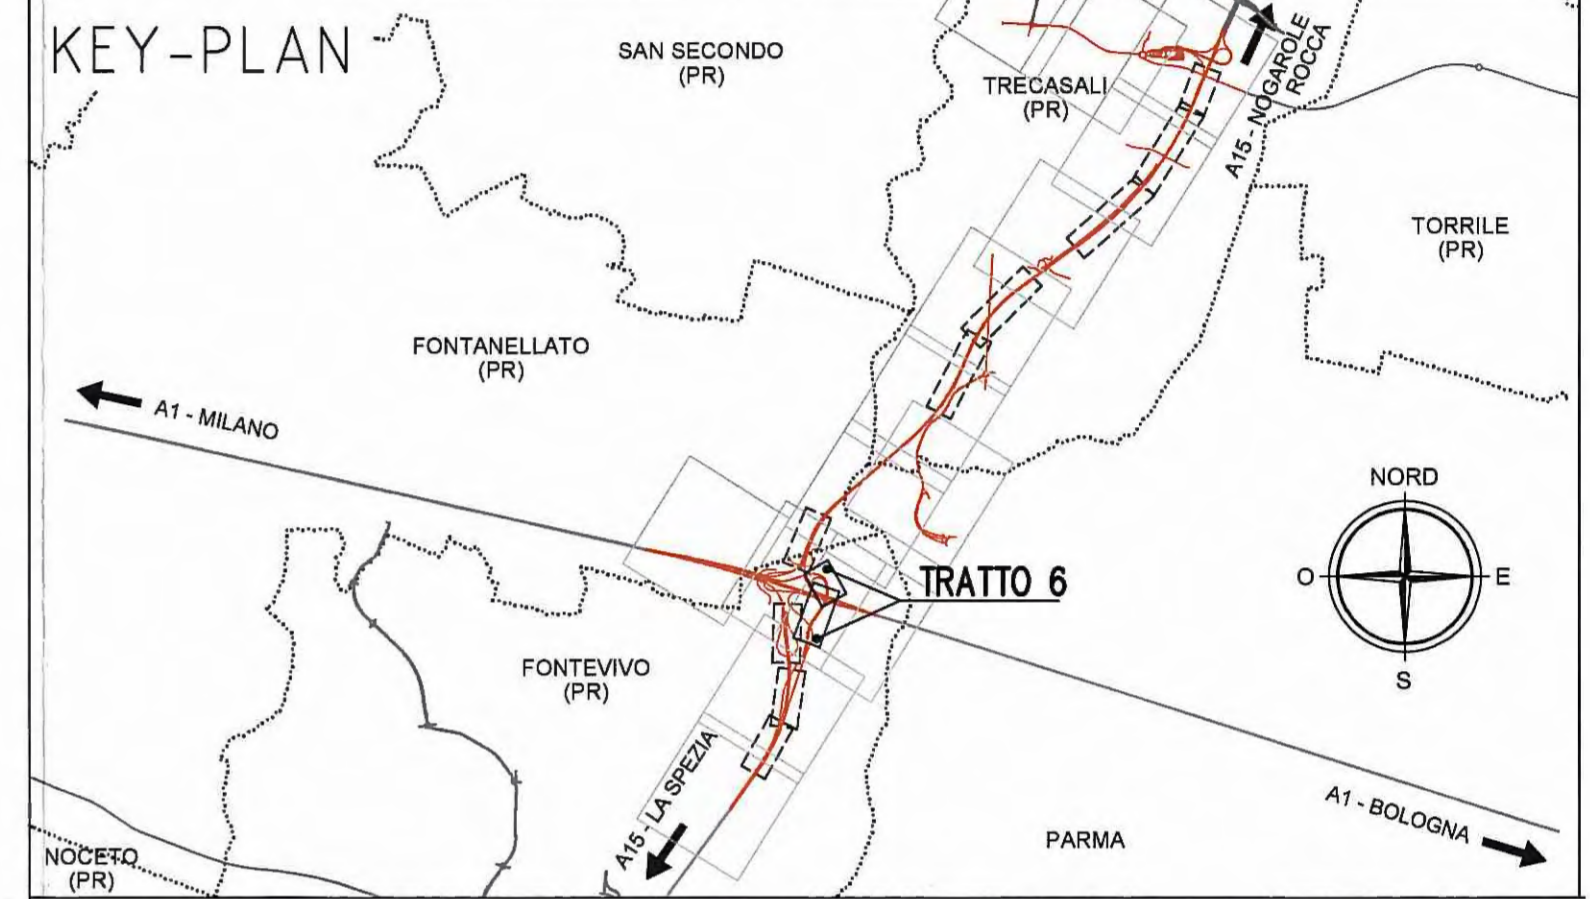 KEY-PLAN
SAN SECONDO
(PR)
TRECASALI
(PR)
A15 - NOGAROLE
ROCCA
TORRILE
(PR)
FONTANELLATO
(PR)
A1 - MILANO
NORD
O
E
S
TRATTO 6
FONTEVIVO
(PR)
A15 - LA SPEZIA
A1 - BOLOGNA
PARMA
NOCETO
(PR)